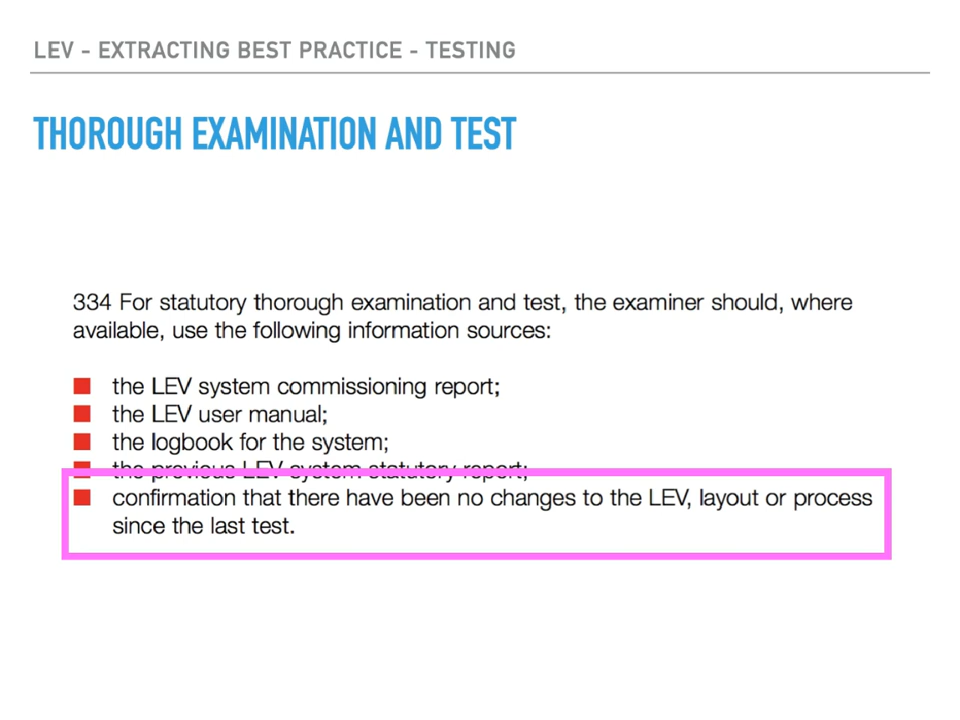 LEV - EXTRACTING BEST PRACTICE - TESTING
THOROUGH EXAMINATION AND TEST
334 For statutory thorough examination and test, the examiner should, where
available, use the following information sources:
■ the LEV system commissioning report;
■ the LEV user manual;
■ the logbook for the system;
■ the previous LEV system statutory report;
■ confirmation that there have been no changes to the LEV, layout or process
since the last test.